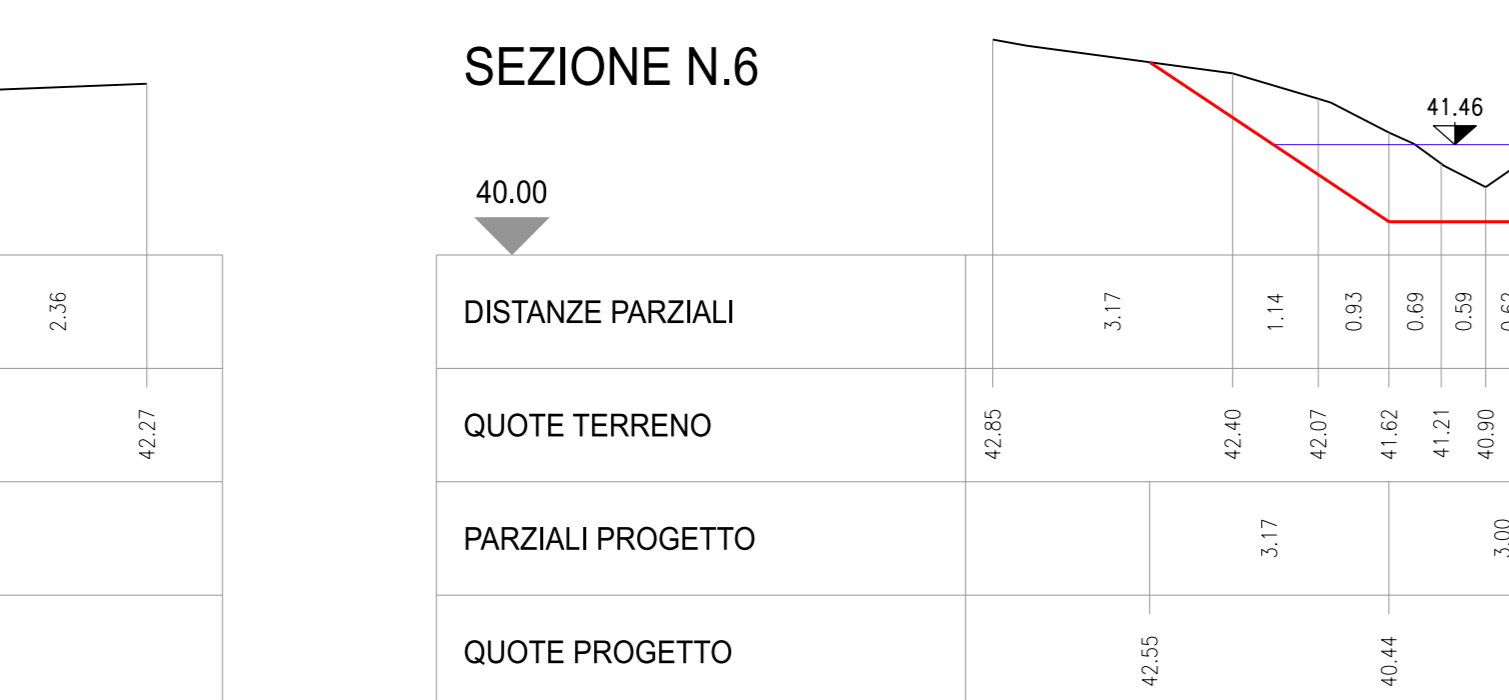 SEZIONE N.6
41.46
40.00
2.36
DISTANZE PARZIALI 3.17 1.14 0.93 0.69 0.59
42.27
QUOTE TERRENO 42.85 42.40 42.07 41.62 41.21 40.90
PARZIALI PROGETTO 3.17 3.00
QUOTE PROGETTO 42.55 40.44